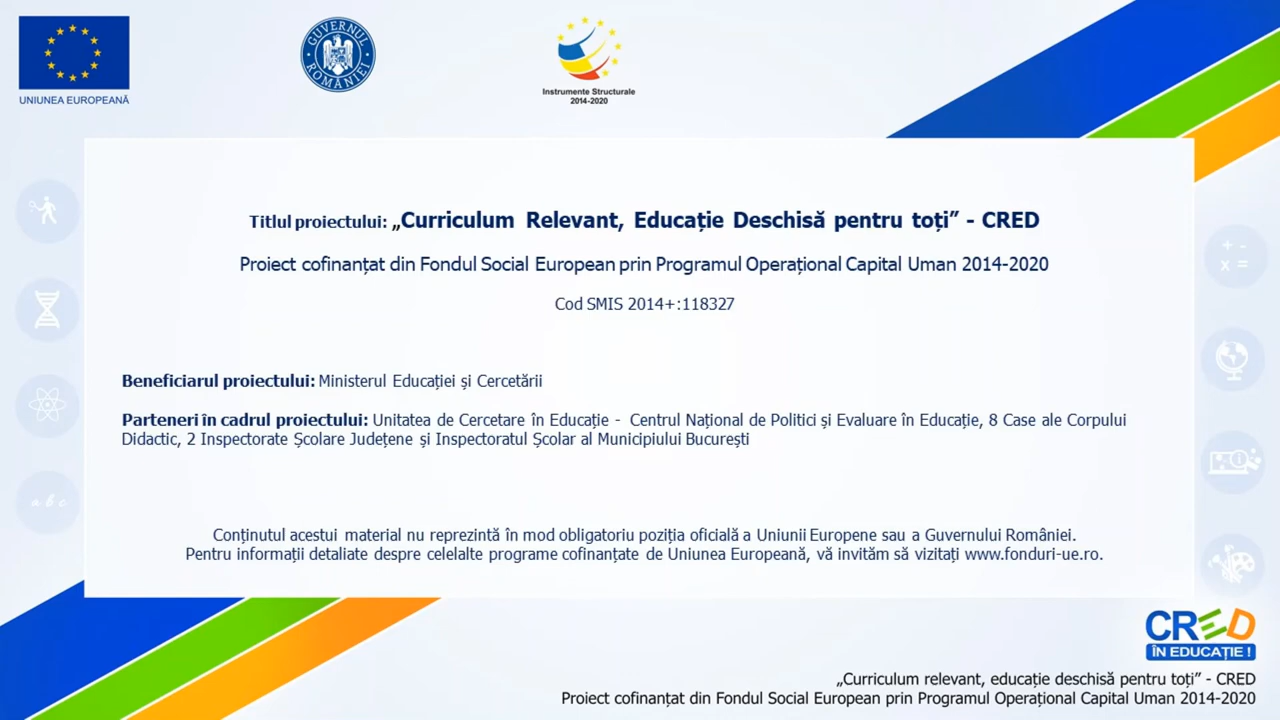 UNIUNEA EUROPEANĂ
GUVERNUL ROMÂNIEI
Instrumente Structurale
2014-2020
Titlul proiectului: „Curriculum Relevant, Educație Deschisă pentru toți” - CRED
Proiect cofinanțat din Fondul Social European prin Programul Operațional Capital Uman 2014-2020
Cod SMIS 2014+:118327
Beneficiarul proiectului: Ministerul Educației și Cercetării
Parteneri în cadrul proiectului: Unitatea de Cercetare în Educație - Centrul Național de Politici și Evaluare în Educație, 8 Case ale Corpului
Didactic, 2 Inspectorate Școlare Județene și Inspectoratul Școlar al Municipiului București
Conținutul acestui material nu reprezintă în mod obligatoriu poziția oficială a Uniunii Europene sau a Guvernului României.
Pentru informații detaliate despre celelalte programe cofinanțate de Uniunea Europeană, vă invităm să vizitați www.fonduri-ue.ro.
+ -
x =
a b c
CRED
ÎN EDUCAȚIE !
„Curriculum relevant, educație deschisă pentru toți” - CRED
Proiect cofinanțat din Fondul Social European prin Programul Operațional Capital Uman 2014-2020